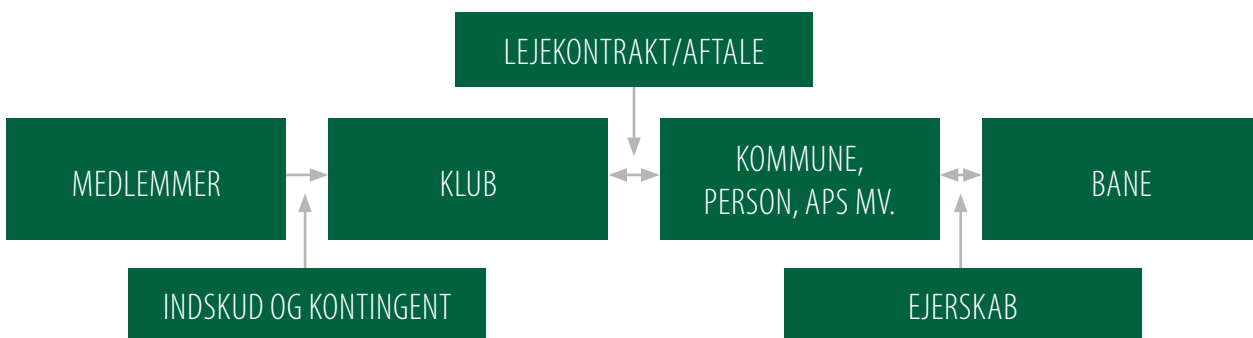 LEJEKONTRAKT/AFTALE
MEDLEMMER
KLUB
KOMMUNE,
PERSON, APS MV.
BANE
INDSKUD OG KONTINGENT
EJERSKAB